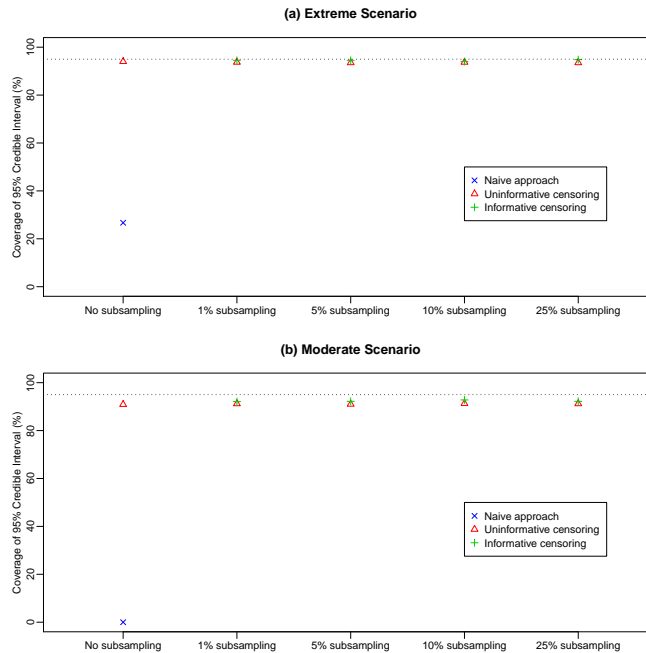 (a) Extreme Scenario
Coverage of 95% Credible Interval (%)
100
80
60
40
20
0
Naive approach
Uninformative censoring
Informative censoring
No subsampling 1% subsampling 5% subsampling 10% subsampling 25% subsampling
(b) Moderate Scenario
Coverage of 95% Credible Interval (%)
100
80
60
40
20
0
Naive approach
Uninformative censoring
Informative censoring
No subsampling 1% subsampling 5% subsampling 10% subsampling 25% subsampling